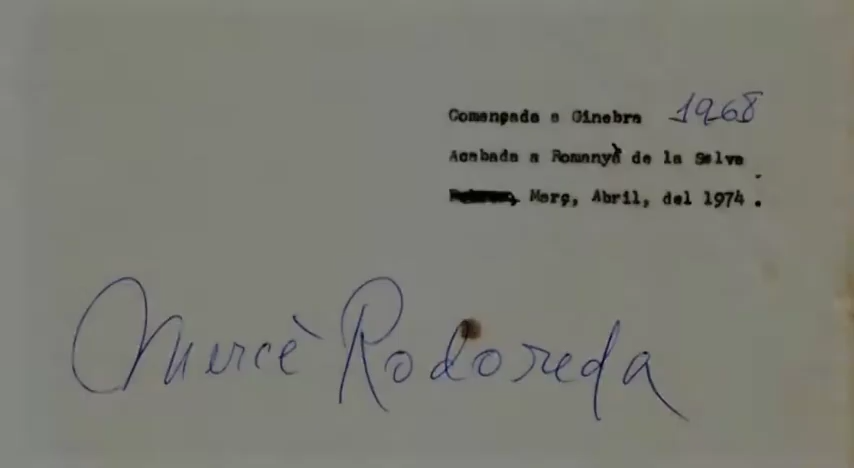 Començada a Ginebra 1968
Acabada a Romanyà de la Selva
Març, Abril, del 1974.
Mercè Rodoreda